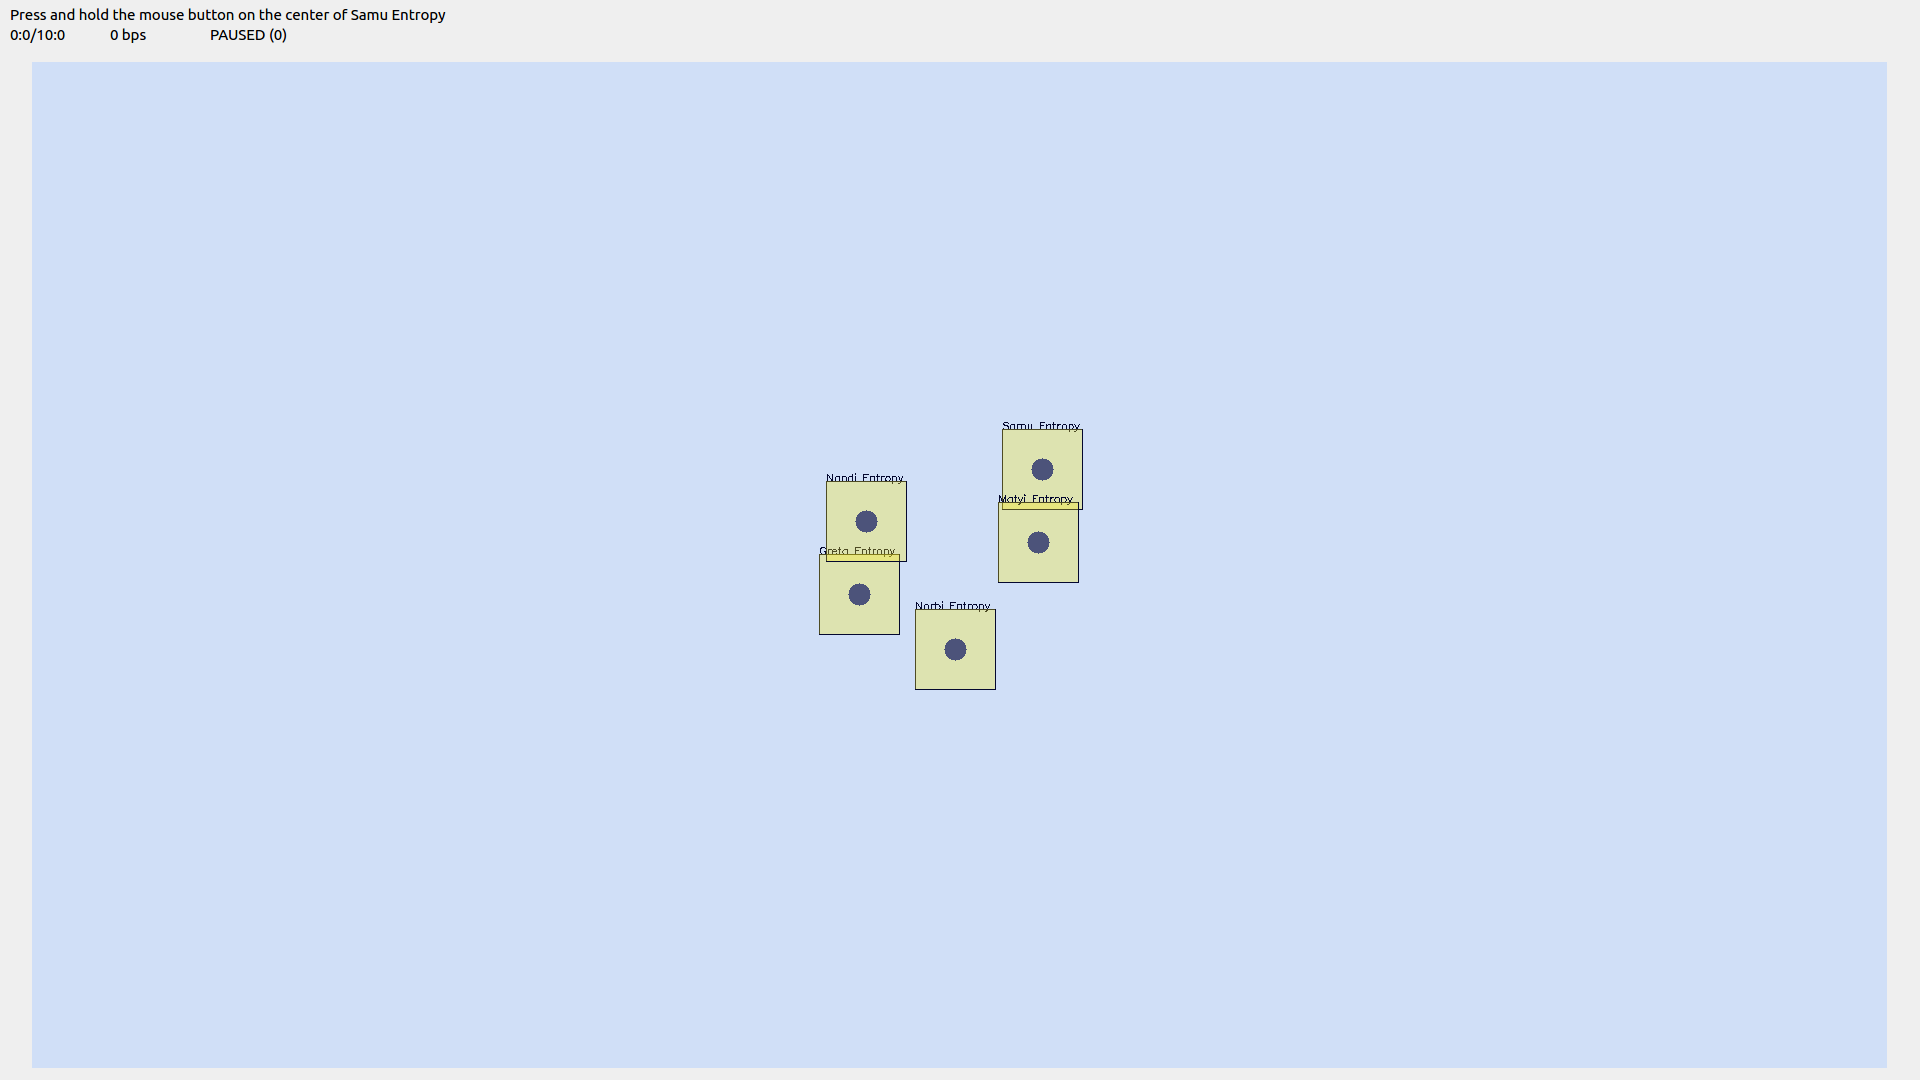 Press and hold the mouse button on the center of Samu Entropy
0:0/10:0 0 bps PAUSED (0)
Samu Entropy
Nandi Entropy
Matyi Entropy
Greta Entropy
Norbi Entropy